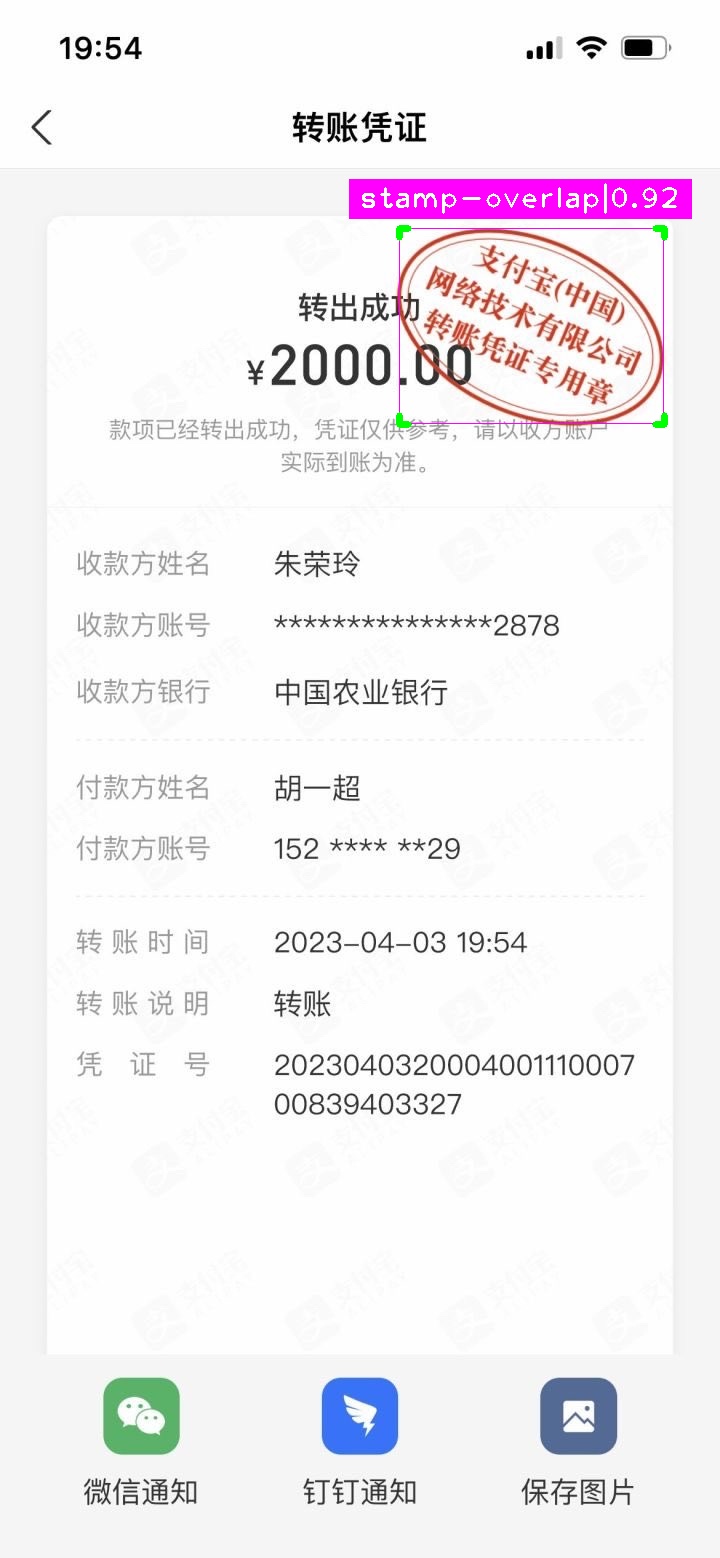 19:54
转账凭证
stamp-overlap|0.92
支付宝(中国)
网络技术有限公司
转账凭证专用章
转出成功
¥2000.00
款项已经转出成功，凭证仅供参考，请以收方账户
实际到账为准。
收款方姓名 朱荣玲
收款方账号 ***************2878
收款方银行 中国农业银行
付款方姓名 胡一超
付款方账号 152 **** **29
转账时间 2023-04-03 19:54
转账说明 转账
凭证号 2023040320004001110007
00839403327
微信通知 钉钉通知 保存图片